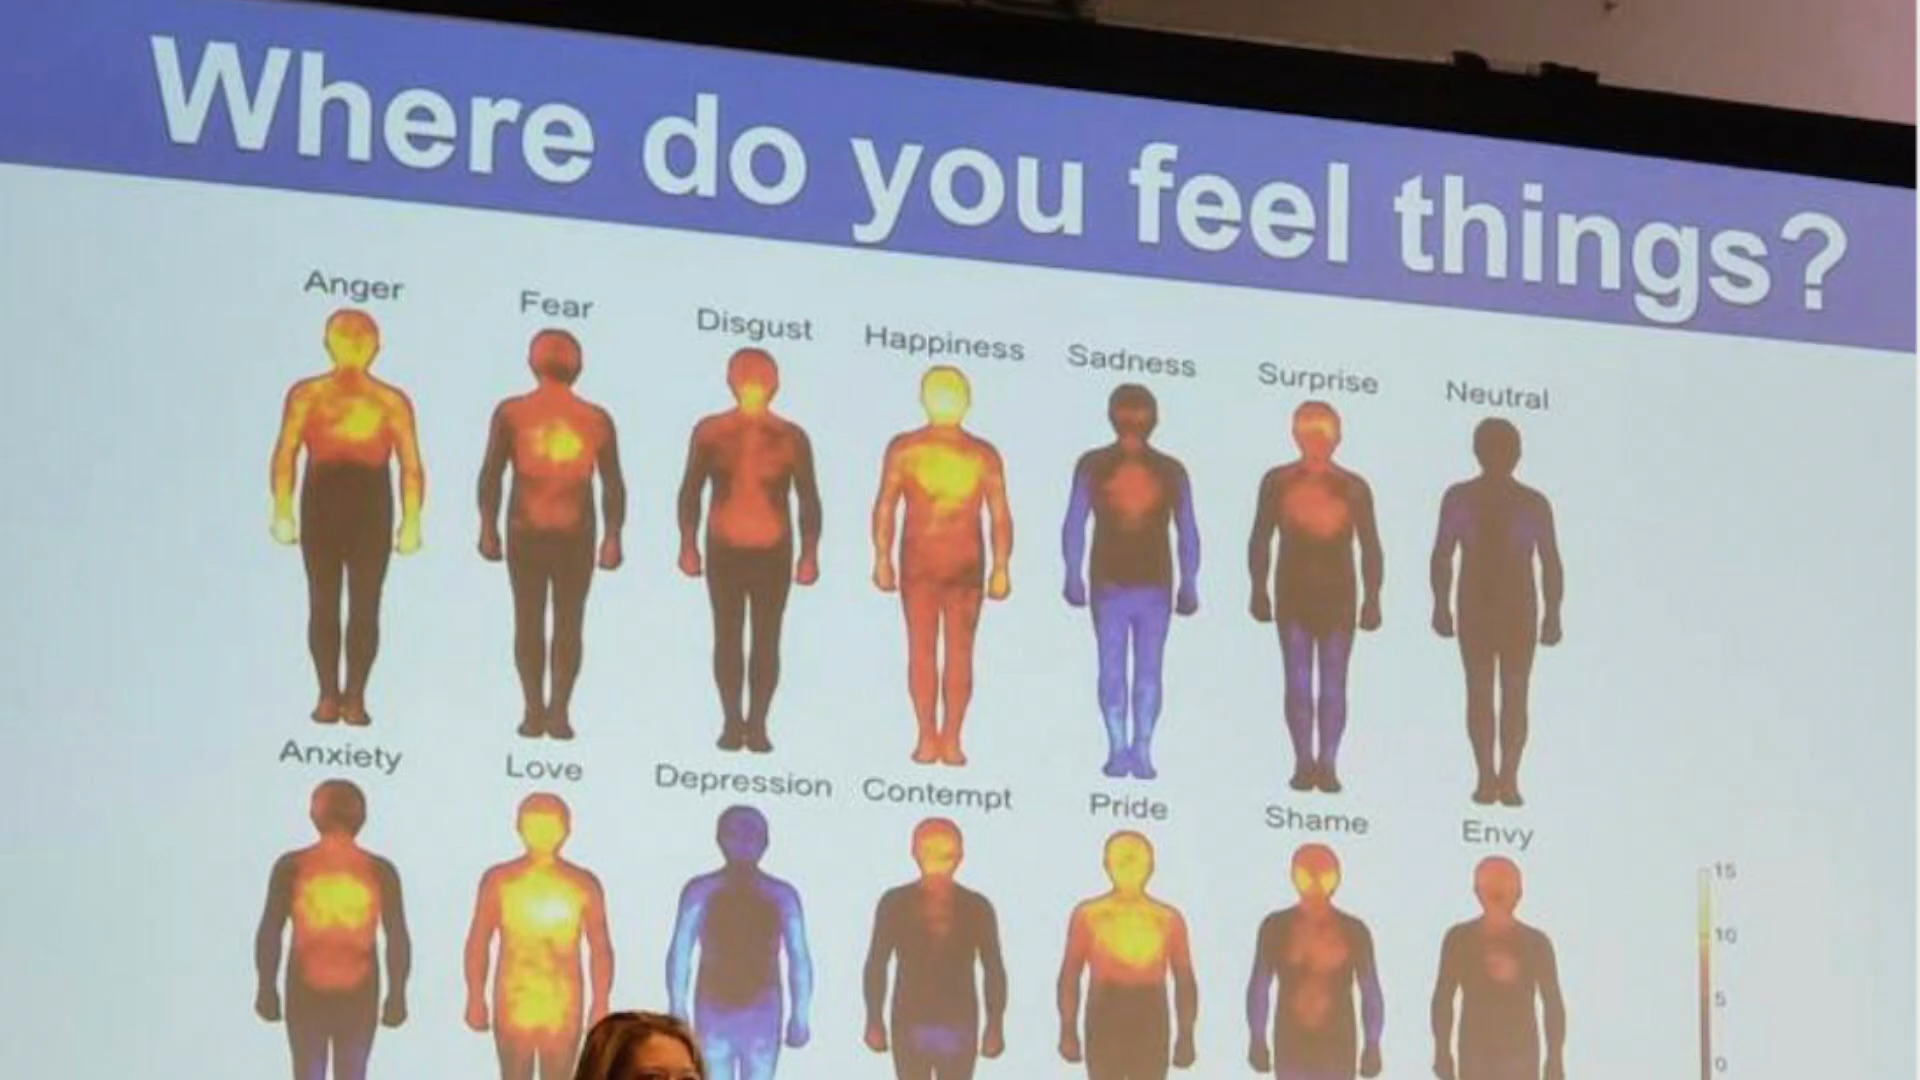 Where do you feel things?
Anger Fear Disgust Happiness Sadness Surprise Neutral
Anxiety Love Depression Contempt Pride Shame Envy
15
10
5
0